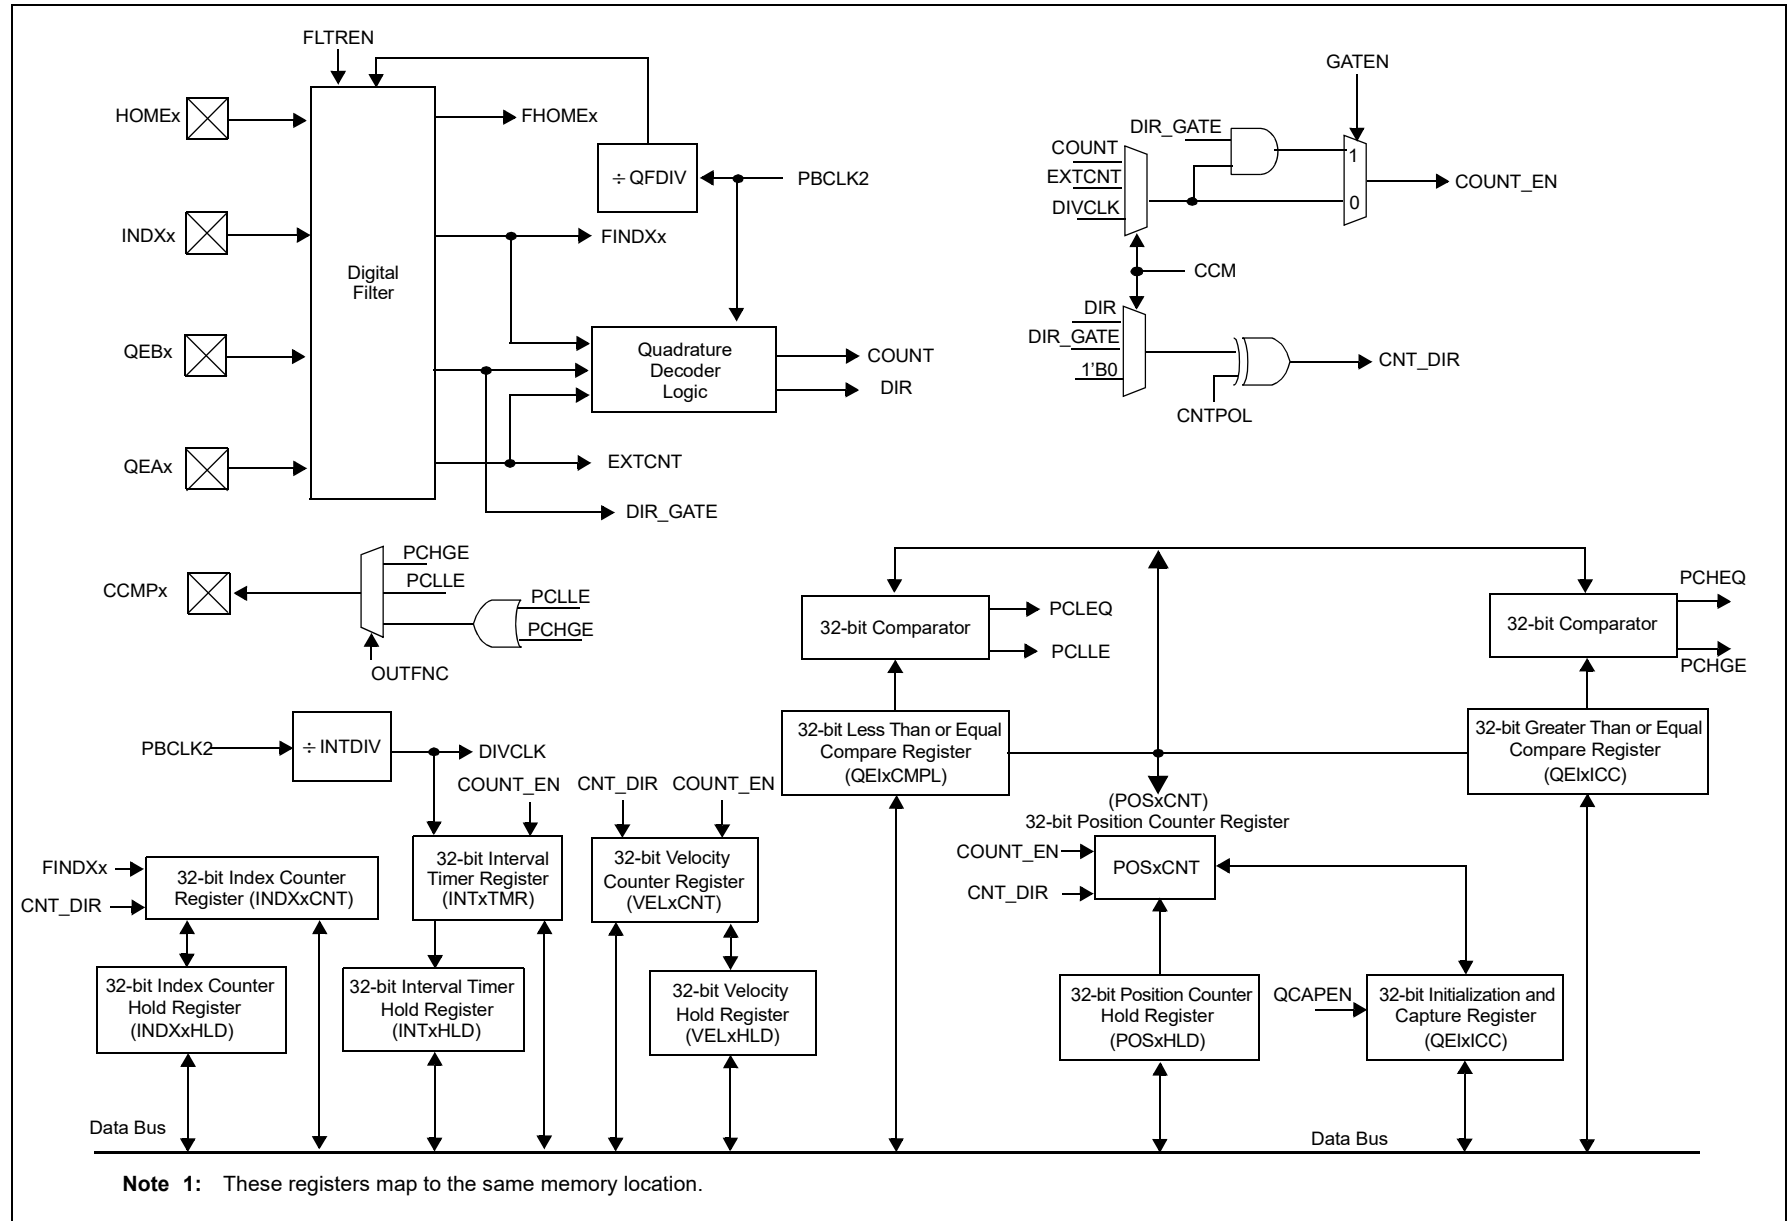 FLTREN
HOMEx
FHOMEx
÷ QFDIV
PBCLK2
INDXx
FINDXx
Digital
Filter
QEBx
Quadrature
Decoder
Logic
COUNT
DIR
QEAx
EXTCNT
DIR_GATE
GATEN
DIR_GATE
COUNT
EXTCNT
DIVCLK
1
0
COUNT_EN
CCM
DIR
DIR_GATE
1'B0
CNT_DIR
CNTPOL
CCMPx
PCHGE
PCLLE
PCLLE
PCHGE
OUTFNC
32-bit Comparator
PCLEQ
PCLLE
32-bit Comparator
PCHEQ
PCHGE
PBCLK2
÷ INTDIV
DIVCLK
COUNT_EN
CNT_DIR
COUNT_EN
32-bit Less Than or Equal
Compare Register
(QEIxCMPL)
32-bit Greater Than or Equal
Compare Register
(QEIxICC)
(POSxCNT)
32-bit Position Counter Register
COUNT_EN
CNT_DIR
POSxCNT
FINDXx
CNT_DIR
32-bit Index Counter
Register (INDXxCNT)
32-bit Interval
Timer Register
(INTxTMR)
32-bit Velocity
Counter Register
(VELxCNT)
32-bit Index Counter
Hold Register
(INDXxHLD)
32-bit Interval Timer
Hold Register
(INTxHLD)
32-bit Velocity
Hold Register
(VELxHLD)
32-bit Position Counter
Hold Register
(POSxHLD)
QCAPEN
32-bit Initialization and
Capture Register
(QEIxICC)
Data Bus
Data Bus
Note 1: These registers map to the same memory location.